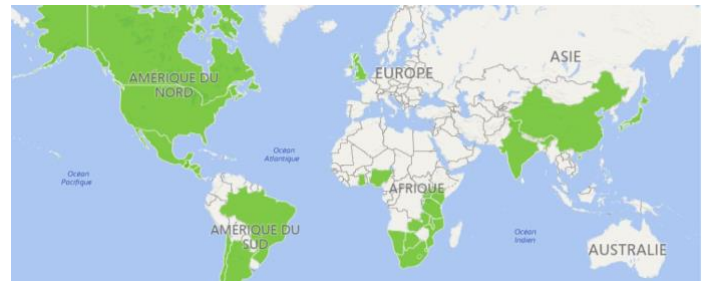 AMÉRIQUE DU
NORD
EUROPE
ASIE
Océan
Atlantique
Océan
Pacifique
AFRIQUE
AMÉRIQUE DU
SUD
Océan
Indien
AUSTRALIE